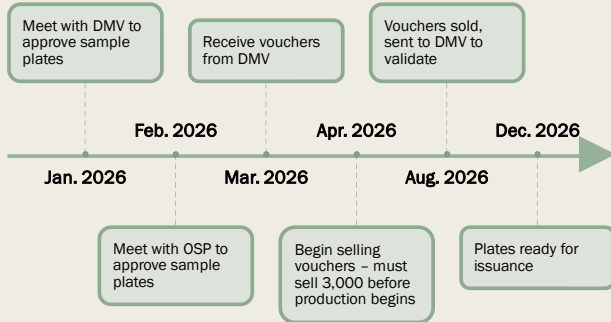 Meet with DMV to
approve sample
plates
Receive vouchers
from DMV
Vouchers sold,
sent to DMV to
validate
Feb. 2026
Apr. 2026
Dec. 2026
Jan. 2026
Mar. 2026
Aug. 2026
Meet with OSP to
approve sample
plates
Begin selling
vouchers – must
sell 3,000 before
production begins
Plates ready for
issuance